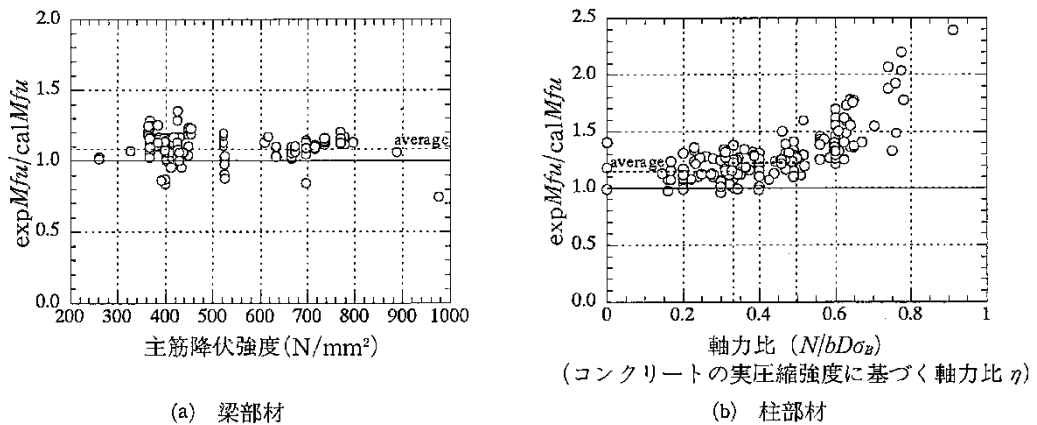 2.0
1.5
1.0
0.5
0.0
expMfu/calMfu
average
200 300 400 500 600 700 800 900 1000
主筋降伏強度(N/mm²)
(a) 梁部材
2.5
2.0
1.5
1.0
0.5
0.0
expMfu/calMfu
average
0 0.2 0.4 0.6 0.8 1
軸力比 (N/bDσB)
(コンクリートの実圧縮強度に基づく軸力比 η)
(b) 柱部材